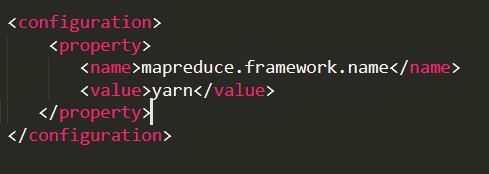 <configuration>
<property>
<name>mapreduce.framework.name</name>
<value>yarn</value>
</property>
</configuration>